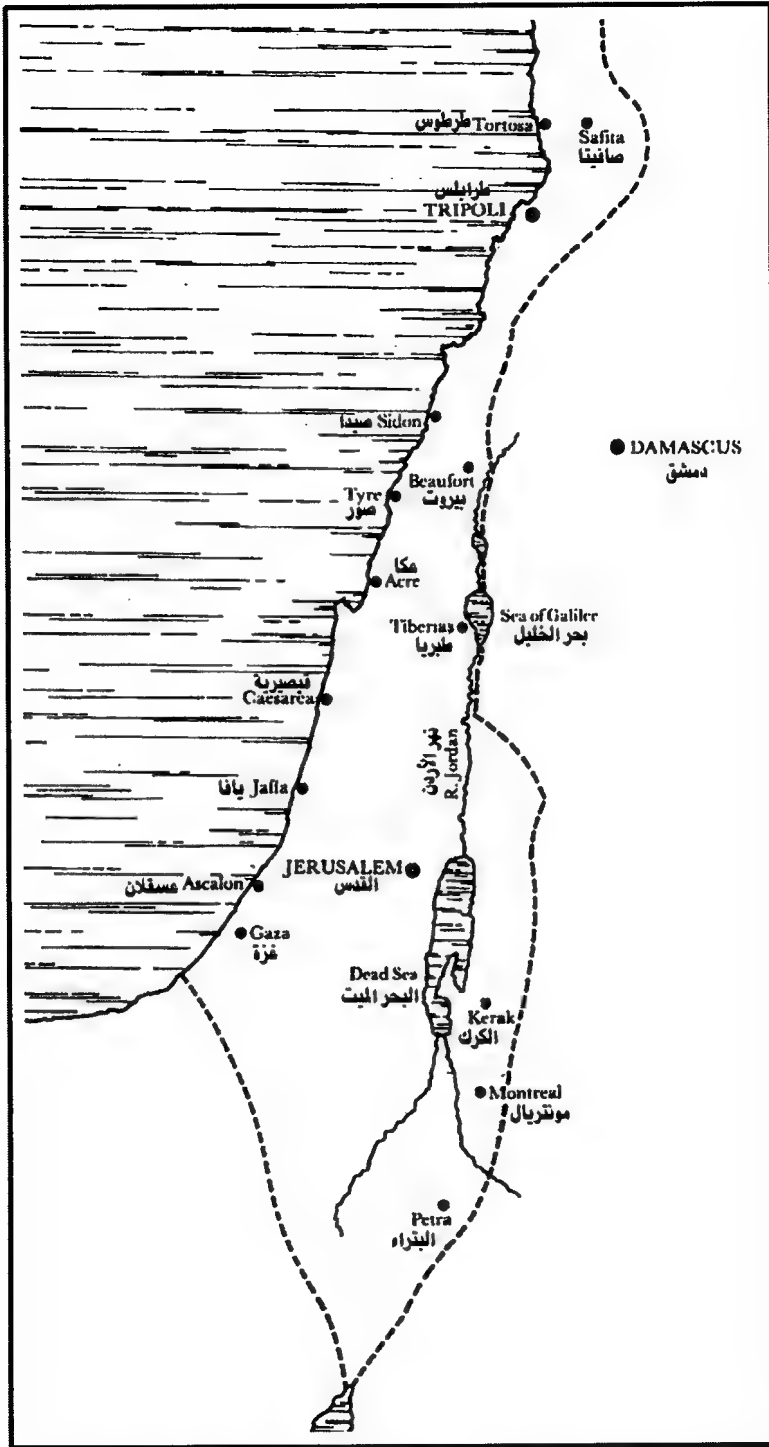 طرطوس Tortosa
Safita
صافيتا
طرابلس
TRIPOLI
صيدا Sidon
DAMASCUS
دمشق
Beaufort
بيروت
Tyre
صور
عكا
Acre
Sea of Galilee
بحر الخليل
Tiberias
طبريا
قيصيرية
Caesarea
نهر الأردن
R. Jordan
يافا Jaffa
JERUSALEM
القدس
عسقلان Ascalon
Gaza
غزة
Dead Sea
البحر الميت
Kerak
الكرك
Montreal
مونتريال
Petra
البتراء